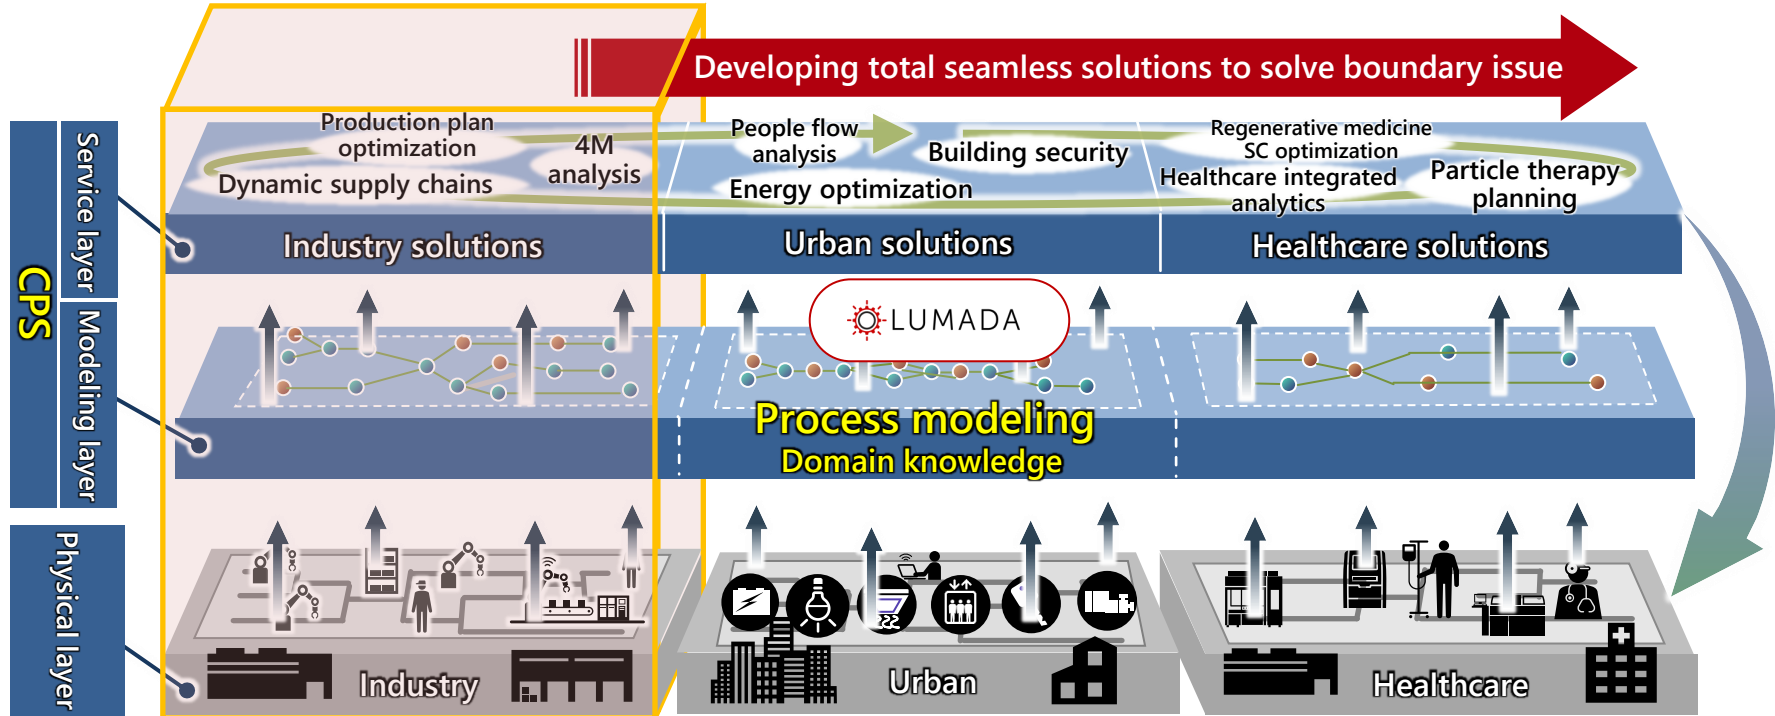 Developing total seamless solutions to solve boundary issue
CPS
Service layer
Modeling layer
Physical layer
Production plan
optimization
4M
analysis
Dynamic supply chains
People flow
analysis
Building security
Energy optimization
Regenerative medicine
SC optimization
Healthcare integrated
analytics
Particle therapy
planning
Industry solutions
Urban solutions
Healthcare solutions
LUMADA
Process modeling
Domain knowledge
Industry
Urban
Healthcare